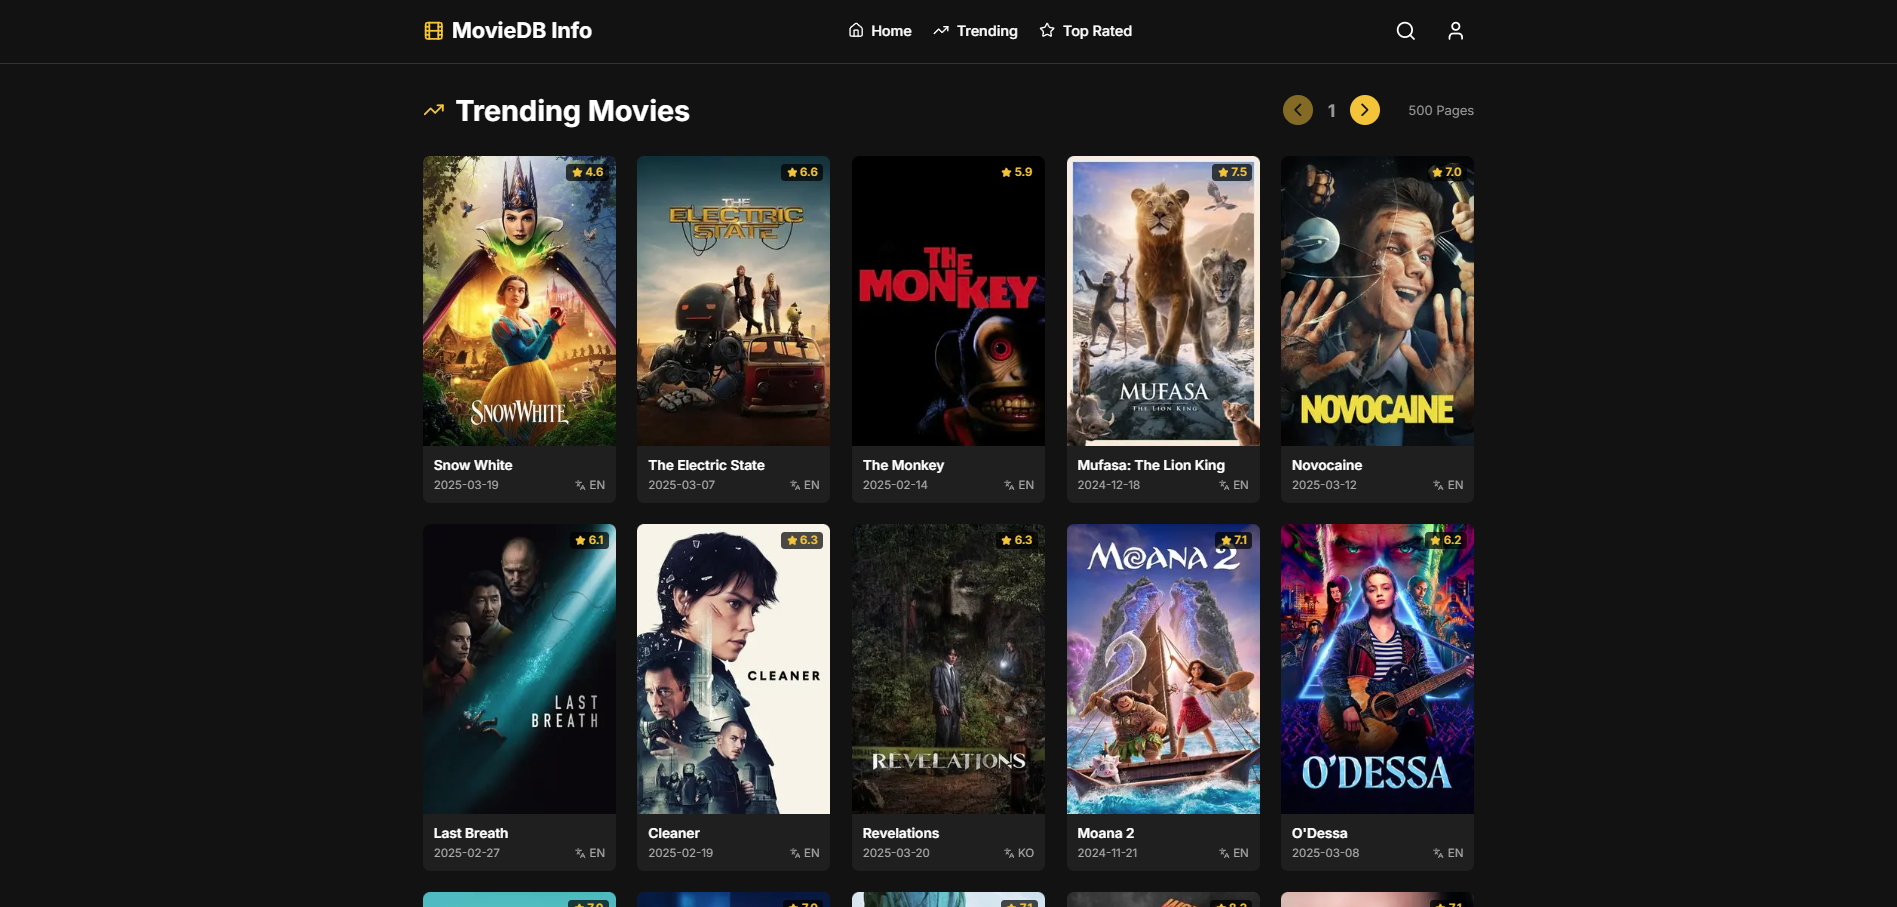 MovieDB Info
Home
Trending
Top Rated
Trending Movies
1
500 Pages
4.6
6.6
5.9
7.5
7.0
SNOW WHITE
THE
ELECTRIC
STATE
THE
MONKEY
MUFASA
THE LION KING
NOVOCAINE
Snow White
2025-03-19
EN
The Electric State
2025-03-07
EN
The Monkey
2025-02-14
EN
Mufasa: The Lion King
2024-12-18
EN
Novocaine
2025-03-12
EN
6.1
6.3
6.3
7.1
6.2
LAST
BREATH
CLEANER
REVELATIONS
MOANA 2
O'DESSA
Last Breath
2025-02-27
EN
Cleaner
2025-02-19
EN
Revelations
2025-03-20
KO
Moana 2
2024-11-21
EN
O'Dessa
2025-03-08
EN